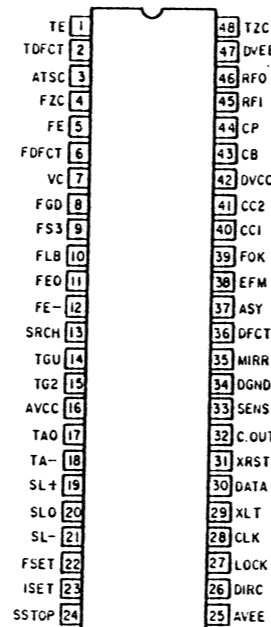 TE 1 48 TZC
TDFCT 2 47 DVEE
ATSC 3 46 RFO
FZC 4 45 RFI
FE 5 44 CP
FDFCT 6 43 CB
VC 7 42 DVCC
FGD 8 41 CC2
FS3 9 40 CC1
FLB 10 39 FOK
FEO 11 38 EFM
FE- 12 37 ASY
SRCH 13 36 DFCT
TGU 14 35 MIRR
TG2 15 34 DGND
AVCC 16 33 SENS
TAO 17 32 C.OUT
TA- 18 31 XRST
SL+ 19 30 DATA
SLO 20 29 XLT
SL- 21 28 CLK
FSET 22 27 LOCK
ISET 23 26 DIRC
SSTOP 24 25 AVEE